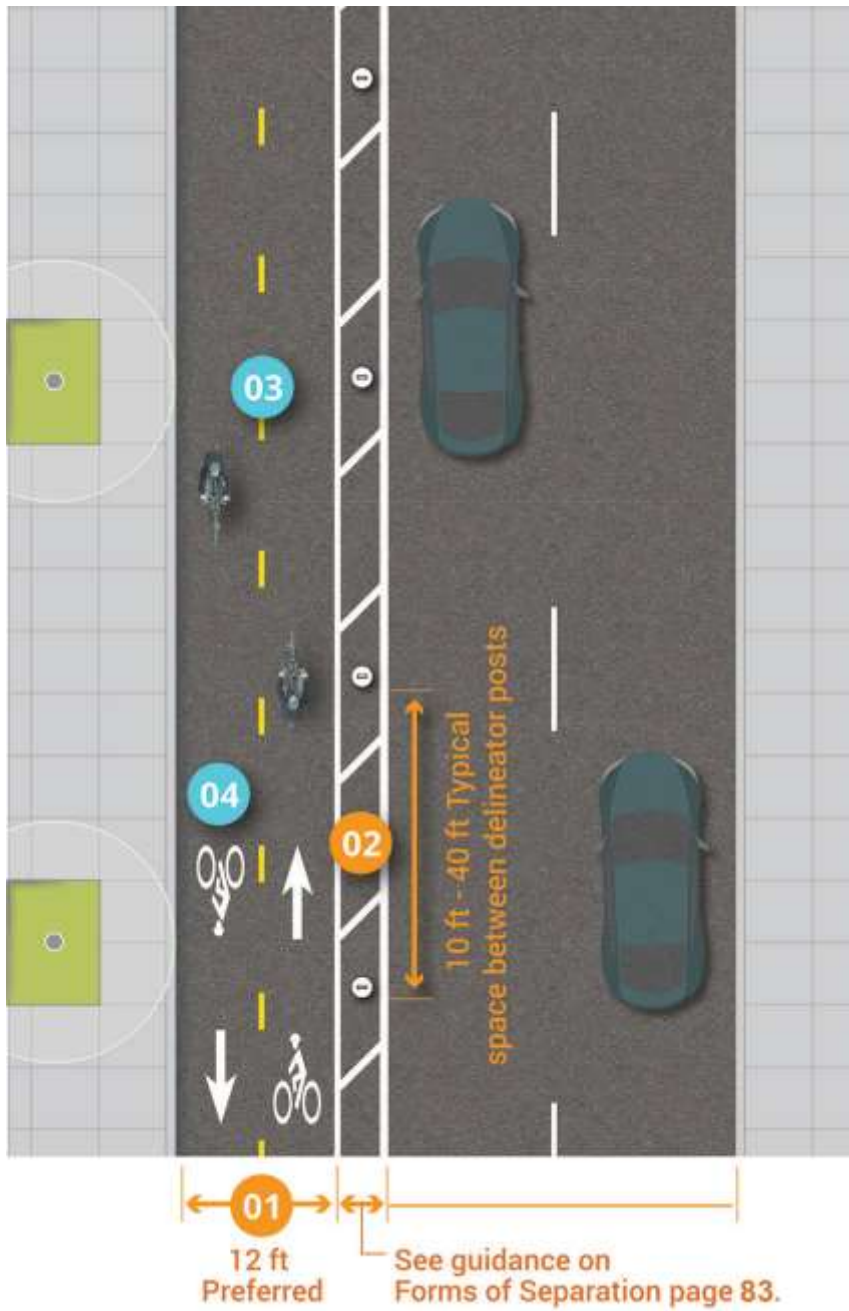 03
04
02
10 ft - 40 ft Typical
space between delineator posts
01
12 ft
Preferred
See guidance on
Forms of Separation page 83.